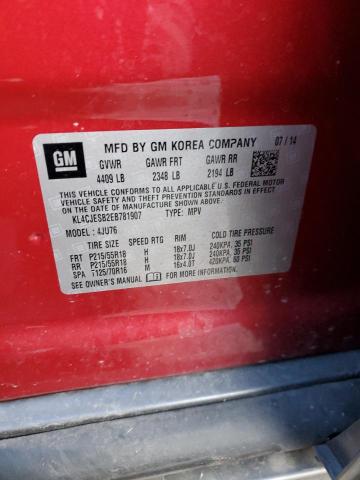 GM
MFD BY GM KOREA COMPANY 07/14
GVWR GAWR FRT GAWR RR
4409 LB 2348 LB 2194 LB
THIS VEHICLE CONFORMS TO ALL APPLICABLE U.S. FEDERAL MOTOR
VEHICLE SAFETY AND THEFT PREVENTION STANDARDS IN EFFECT ON
THE DATE OF MANUFACTURE SHOWN ABOVE.
KL4CJESB2EB781907 TYPE: MPV
MODEL: 4JU76
TIRE SIZE SPEED RTG RIM COLD TIRE PRESSURE
FRT P215/55R18 H 18x7.0J 240KPA, 35 PSI
RR P215/55R18 H 18x7.0J 240KPA, 35 PSI
SPA T125/70R16 M 16x4.0T 420KPA, 60 PSI
SEE OWNER'S MANUAL FOR ADDITIONAL INFORMATION